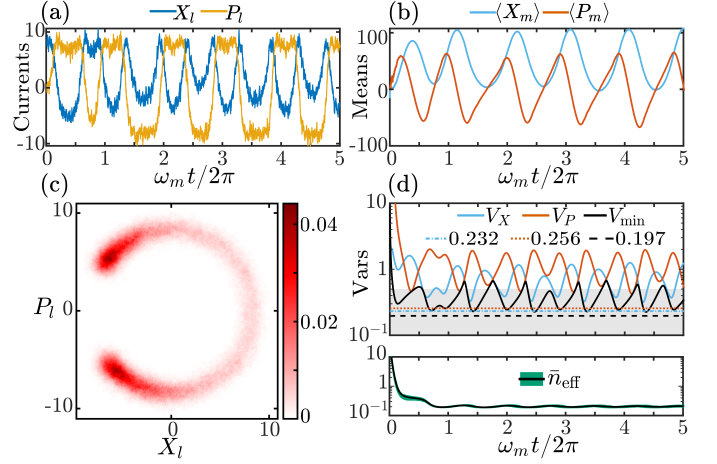 (a) X_l P_l
Currents
10
0
-10
0 1 2 3 4 5
ω_m t/2π
(b) ⟨X_m⟩ ⟨P_m⟩
Means
100
0
-100
0 1 2 3 4 5
ω_m t/2π
(c)
P_l
10
0
-10
0 10
X_l
0.04
0.02
0
(d) V_X V_P V_min
0.232 0.256 0.197
Vars
10^1
1
10^-1
10
1
10^-1
n̄_eff
0 1 2 3 4 5
ω_m t/2π